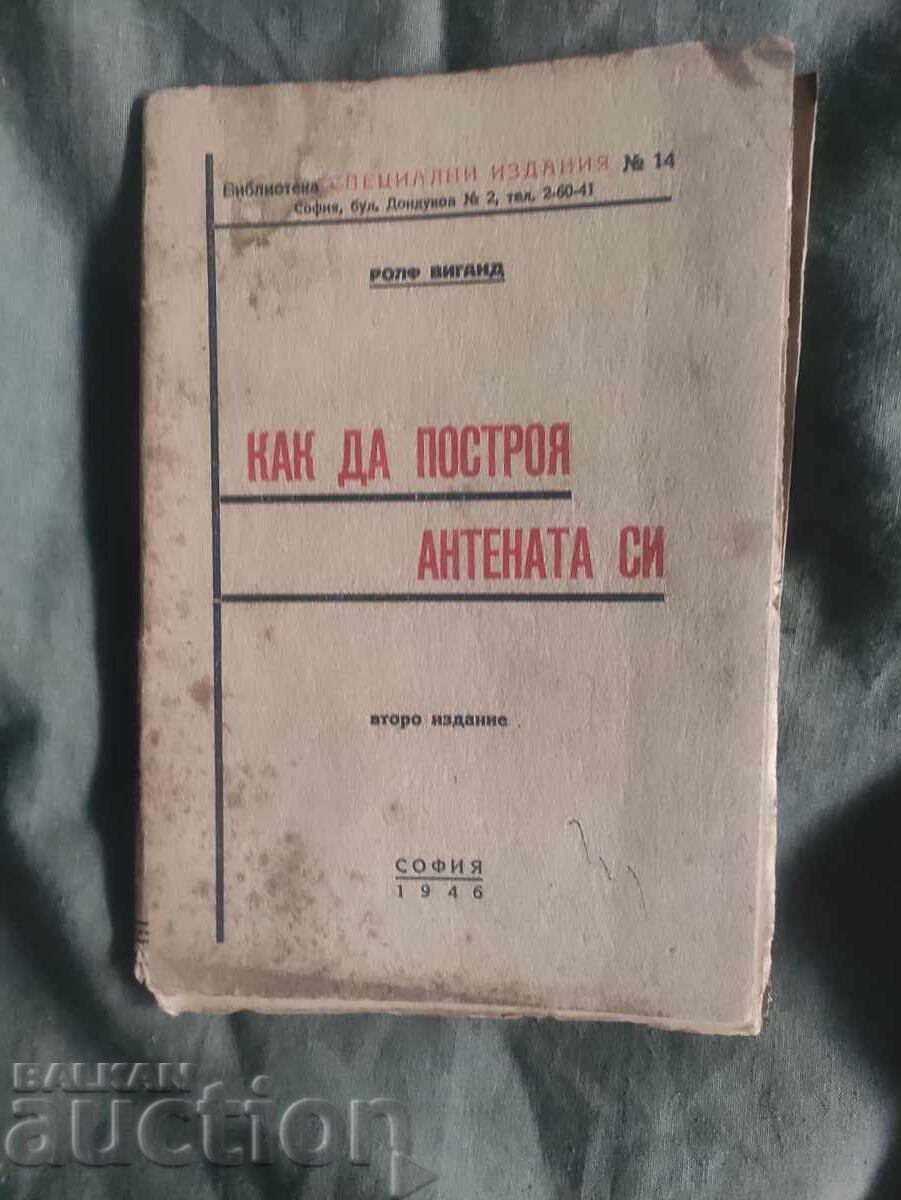 Библиотека СПЕЦИАЛНИ ИЗДАНИЯ № 14
София, бул. Дондуков № 2, тел. 2-60-41
РОЛФ ВИГАНД
КАК ДА ПОСТРОЯ
АНТЕНАТА СИ
второ издание
СОФИЯ
1946
BALKAN
auction